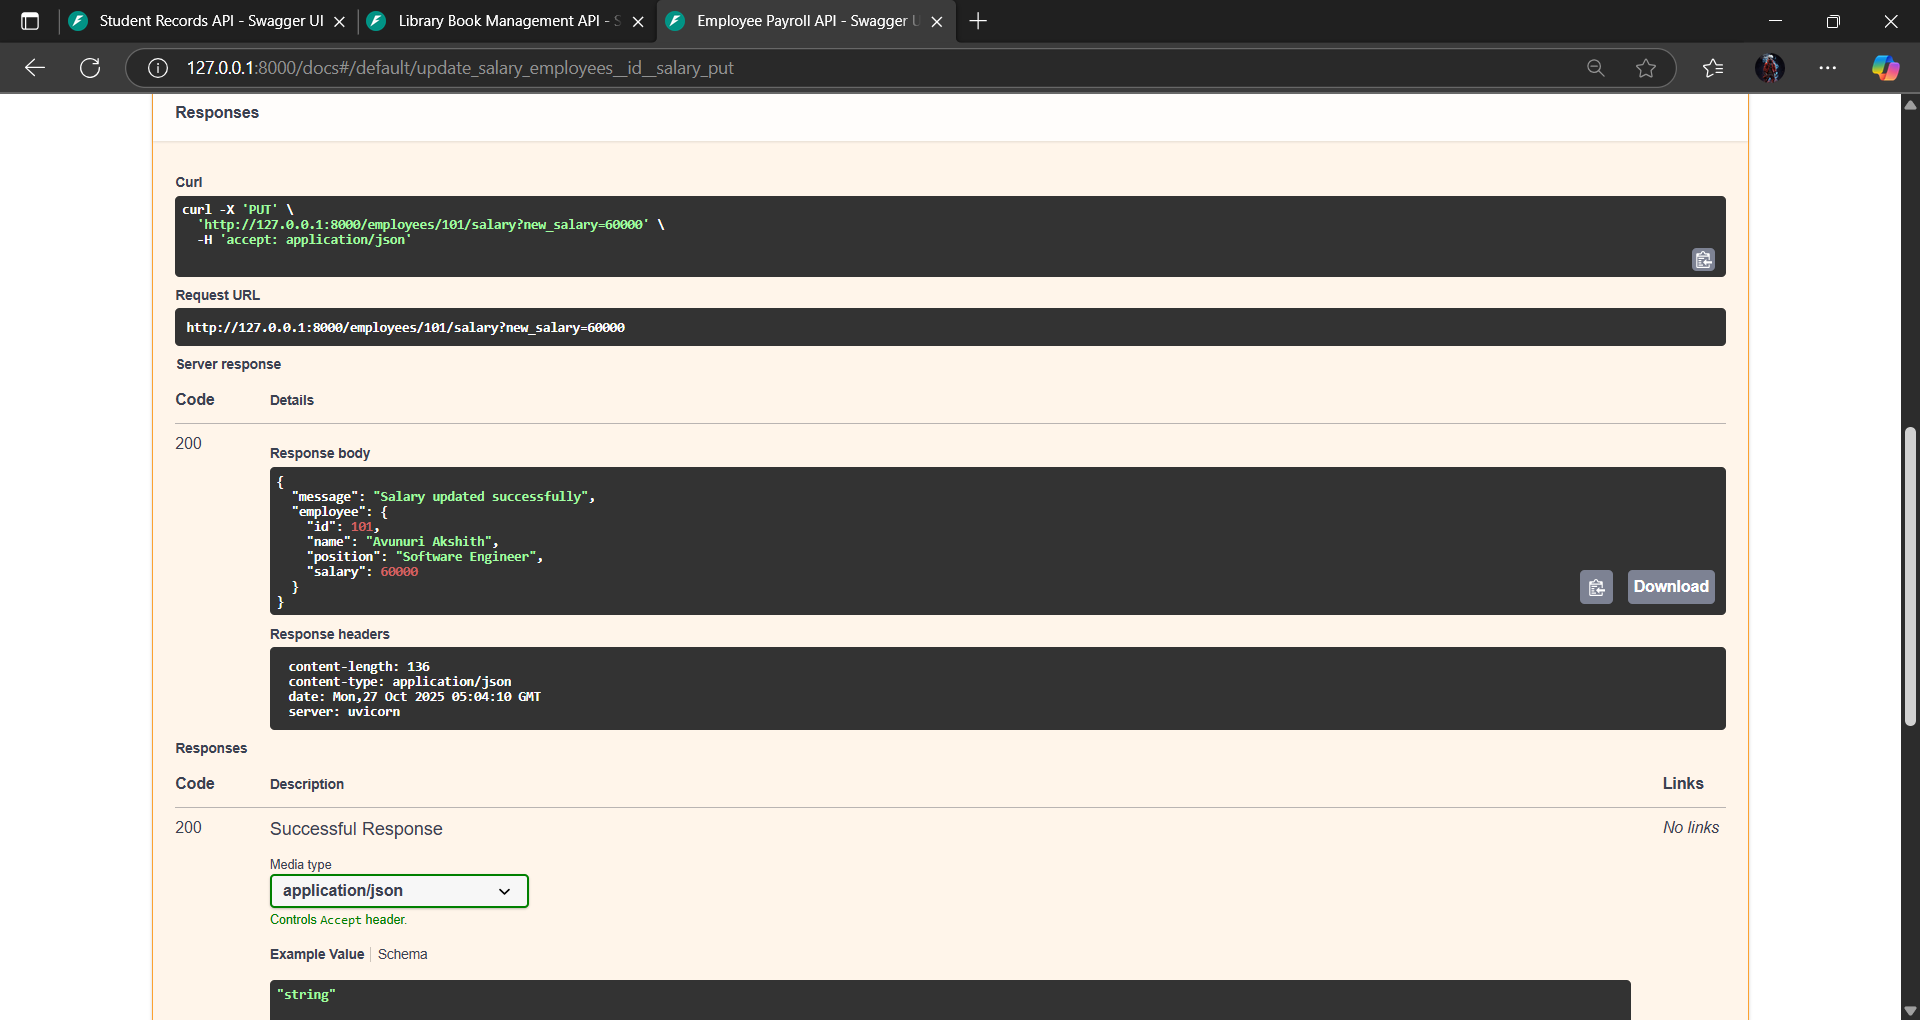 Student Records API - Swagger UI
Library Book Management API - S
Employee Payroll API - Swagger U
127.0.0.1:8000/docs#/default/update_salary_employees__id__salary_put
Responses
Curl
curl -X 'PUT' \
'http://127.0.0.1:8000/employees/101/salary?new_salary=60000' \
-H 'accept: application/json'
Request URL
http://127.0.0.1:8000/employees/101/salary?new_salary=60000
Server response
Code Details
200
Response body
{
"message": "Salary updated successfully",
"employee": {
"id": 101,
"name": "Avunuri Akshith",
"position": "Software Engineer",
"salary": 60000
}
}
Download
Response headers
content-length: 136
content-type: application/json
date: Mon,27 Oct 2025 05:04:10 GMT
server: uvicorn
Responses
Code Description Links
200 Successful Response No links
Media type
application/json
Controls Accept header.
Example Value Schema
"string"